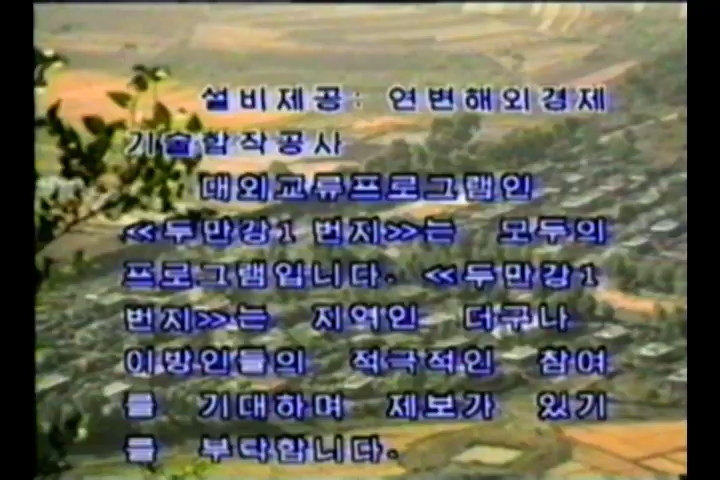 설비제공: 연변해외경제
기술합작공사
대외교류프로그램인
≪두만강1 번지≫는 모두의
프로그램입니다. ≪두만강1
번지≫는 지역인 더구나
이방인들의 적극적인 참여
를 기대하며 제보가 있기
를 부탁합니다.